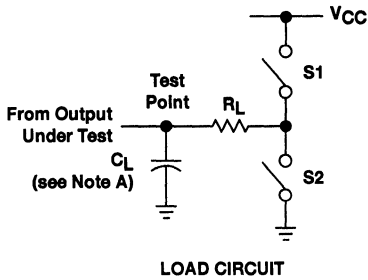 VCC
S1
Test
Point
RL
From Output
Under Test
CL
(see Note A)
S2
LOAD CIRCUIT